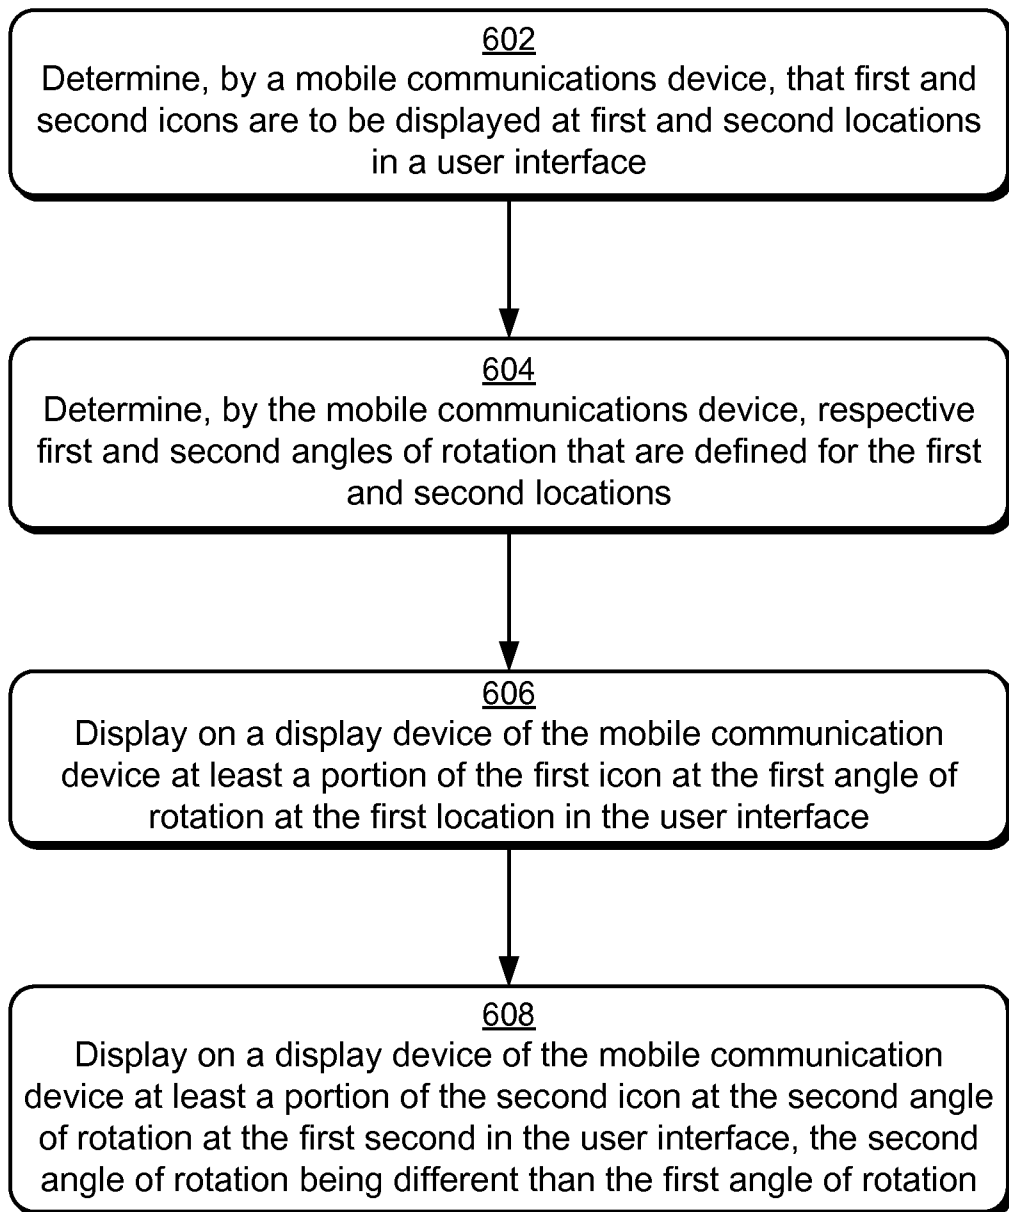 602
Determine, by a mobile communications device, that first and
second icons are to be displayed at first and second locations
in a user interface
604
Determine, by the mobile communications device, respective
first and second angles of rotation that are defined for the first
and second locations
606
Display on a display device of the mobile communication
device at least a portion of the first icon at the first angle of
rotation at the first location in the user interface
608
Display on a display device of the mobile communication
device at least a portion of the second icon at the second angle
of rotation at the first second in the user interface, the second
angle of rotation being different than the first angle of rotation